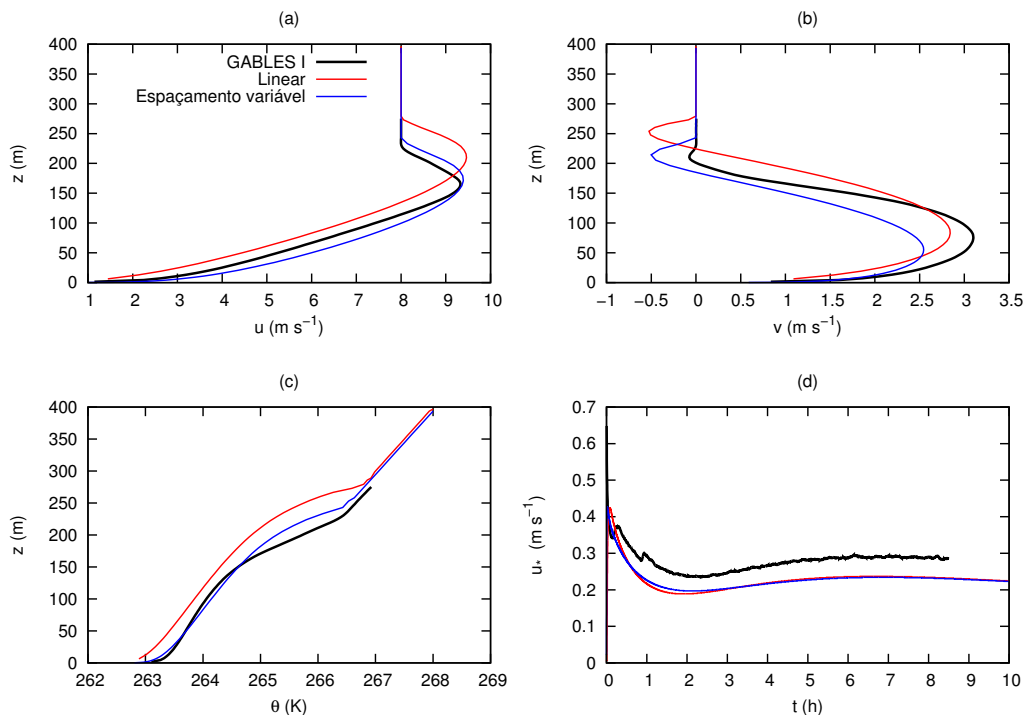 (a)
400
350
300
250
200
150
100
50
0
z (m)
GABLES I
Linear
Espaçamento variável
1 2 3 4 5 6 7 8 9 10
u (m s⁻¹)
(b)
400
350
300
250
200
150
100
50
0
z (m)
−1 −0.5 0 0.5 1 1.5 2 2.5 3 3.5
v (m s⁻¹)
(c)
400
350
300
250
200
150
100
50
0
z (m)
262 263 264 265 266 267 268 269
θ (K)
(d)
0.7
0.6
0.5
0.4
0.3
0.2
0.1
0
u* (m s⁻¹)
0 1 2 3 4 5 6 7 8 9 10
t (h)